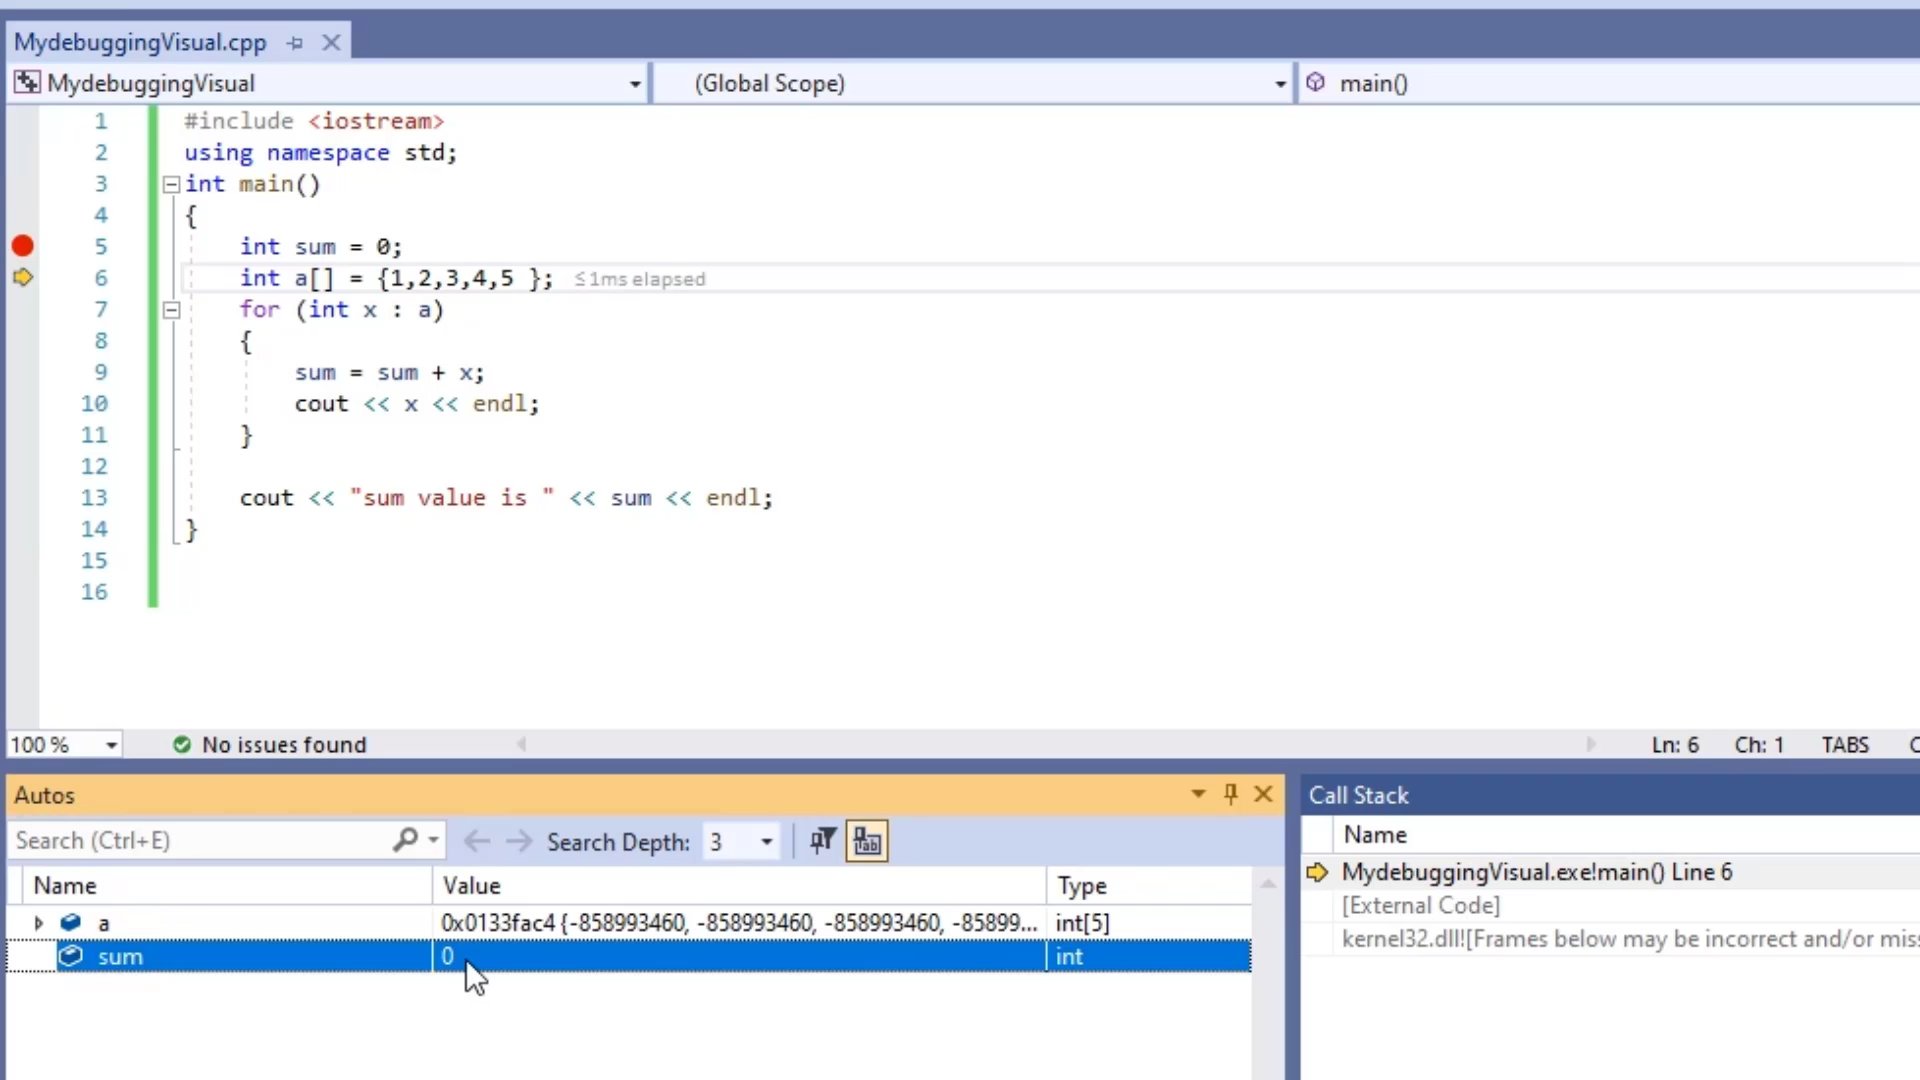 MydebuggingVisual.cpp
MydebuggingVisual (Global Scope) main()
1 #include <iostream>
2 using namespace std;
3 int main()
4 {
5 int sum = 0;
6 int a[] = {1,2,3,4,5 }; ≤1ms elapsed
7 for (int x : a)
8 {
9 sum = sum + x;
10 cout << x << endl;
11 }
12
13 cout << "sum value is " << sum << endl;
14 }
15
16
100 % No issues found Ln: 6 Ch: 1 TABS
Autos
Search (Ctrl+E) Search Depth: 3
Name Value Type
a 0x0133fac4 {-858993460, -858993460, -858993460, -85899... int[5]
sum 0 int
Call Stack
Name
MydebuggingVisual.exe!main() Line 6
[External Code]
kernel32.dll![Frames below may be incorrect and/or mis